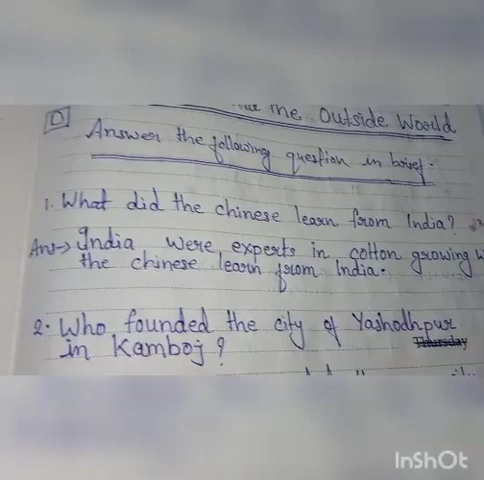 the Outside World
D
Answer the following question in brief.
1. What did the chinese learn from India?
Ans→ India were experts in cotton growing
the chinese learn from India.
2. Who founded the city of Yashodhpur
in Kamboj? Thursday
InShOt